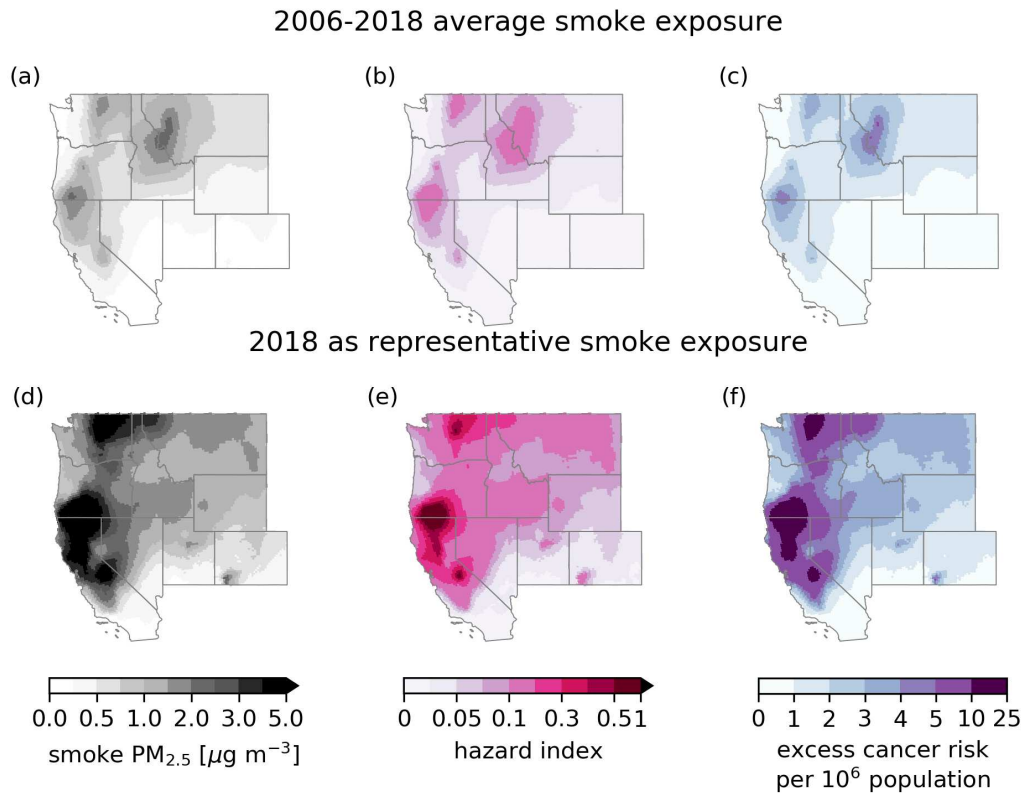 2006-2018 average smoke exposure
(a)
(b)
(c)
2018 as representative smoke exposure
(d)
(e)
(f)
0.0 0.5 1.0 2.0 3.0 5.0
smoke PM₂.₅ [μg m⁻³]
0 0.05 0.1 0.3 0.5 1
hazard index
0 1 2 3 4 5 10 25
excess cancer risk
per 10⁶ population